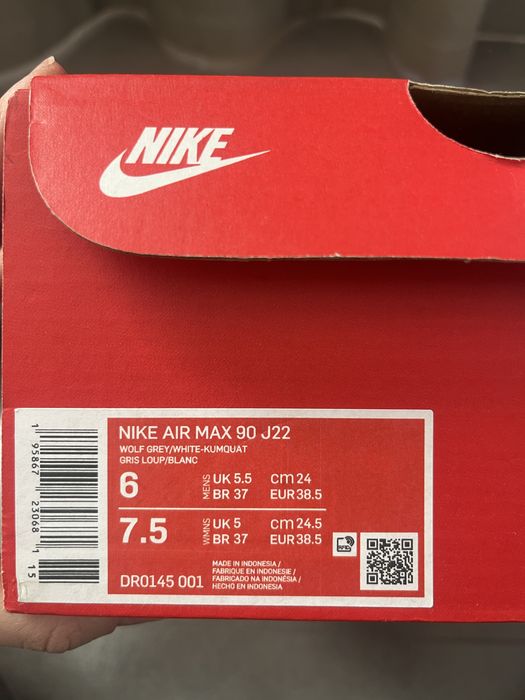 NIKE
NIKE AIR MAX 90 J22
WOLF GREY/WHITE-KUMQUAT
GRIS LOUP/BLANC
6 MENS UK 5.5 cm 24
BR 37 EUR 38.5
7.5 WMNS UK 5 cm 24.5
BR 37 EUR 38.5
DR0145 001
MADE IN INDONESIA/
FABRIQUE EN INDONESIE/
FABRICADO NA INDONÉSIA/
HECHO EN INDONESIA
RFID
1 95867 23068 1 15